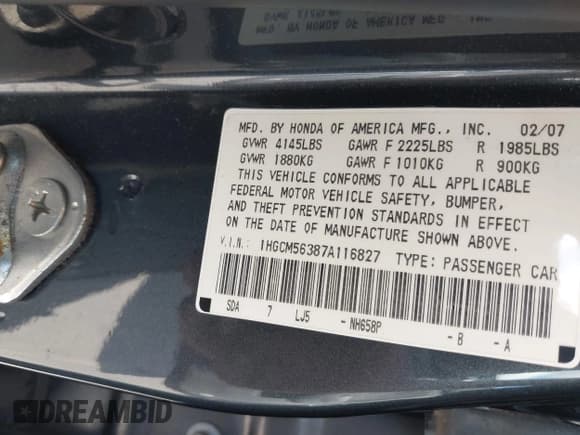 MFD. BY HONDA OF AMERICA MFG., INC. 02/07
GVWR 4145LBS GAWR F 2225LBS R 1985LBS
GVWR 1880KG GAWR F 1010KG R 900KG
THIS VEHICLE CONFORMS TO ALL APPLICABLE
FEDERAL MOTOR VEHICLE SAFETY, BUMPER,
AND THEFT PREVENTION STANDARDS IN EFFECT
ON THE DATE OF MANUFACTURE SHOWN ABOVE.
V.I.N.: 1HGCM56387A116827 TYPE: PASSENGER CAR
SDA 7 LJ5 -NH658P -B -A
DREAMBID